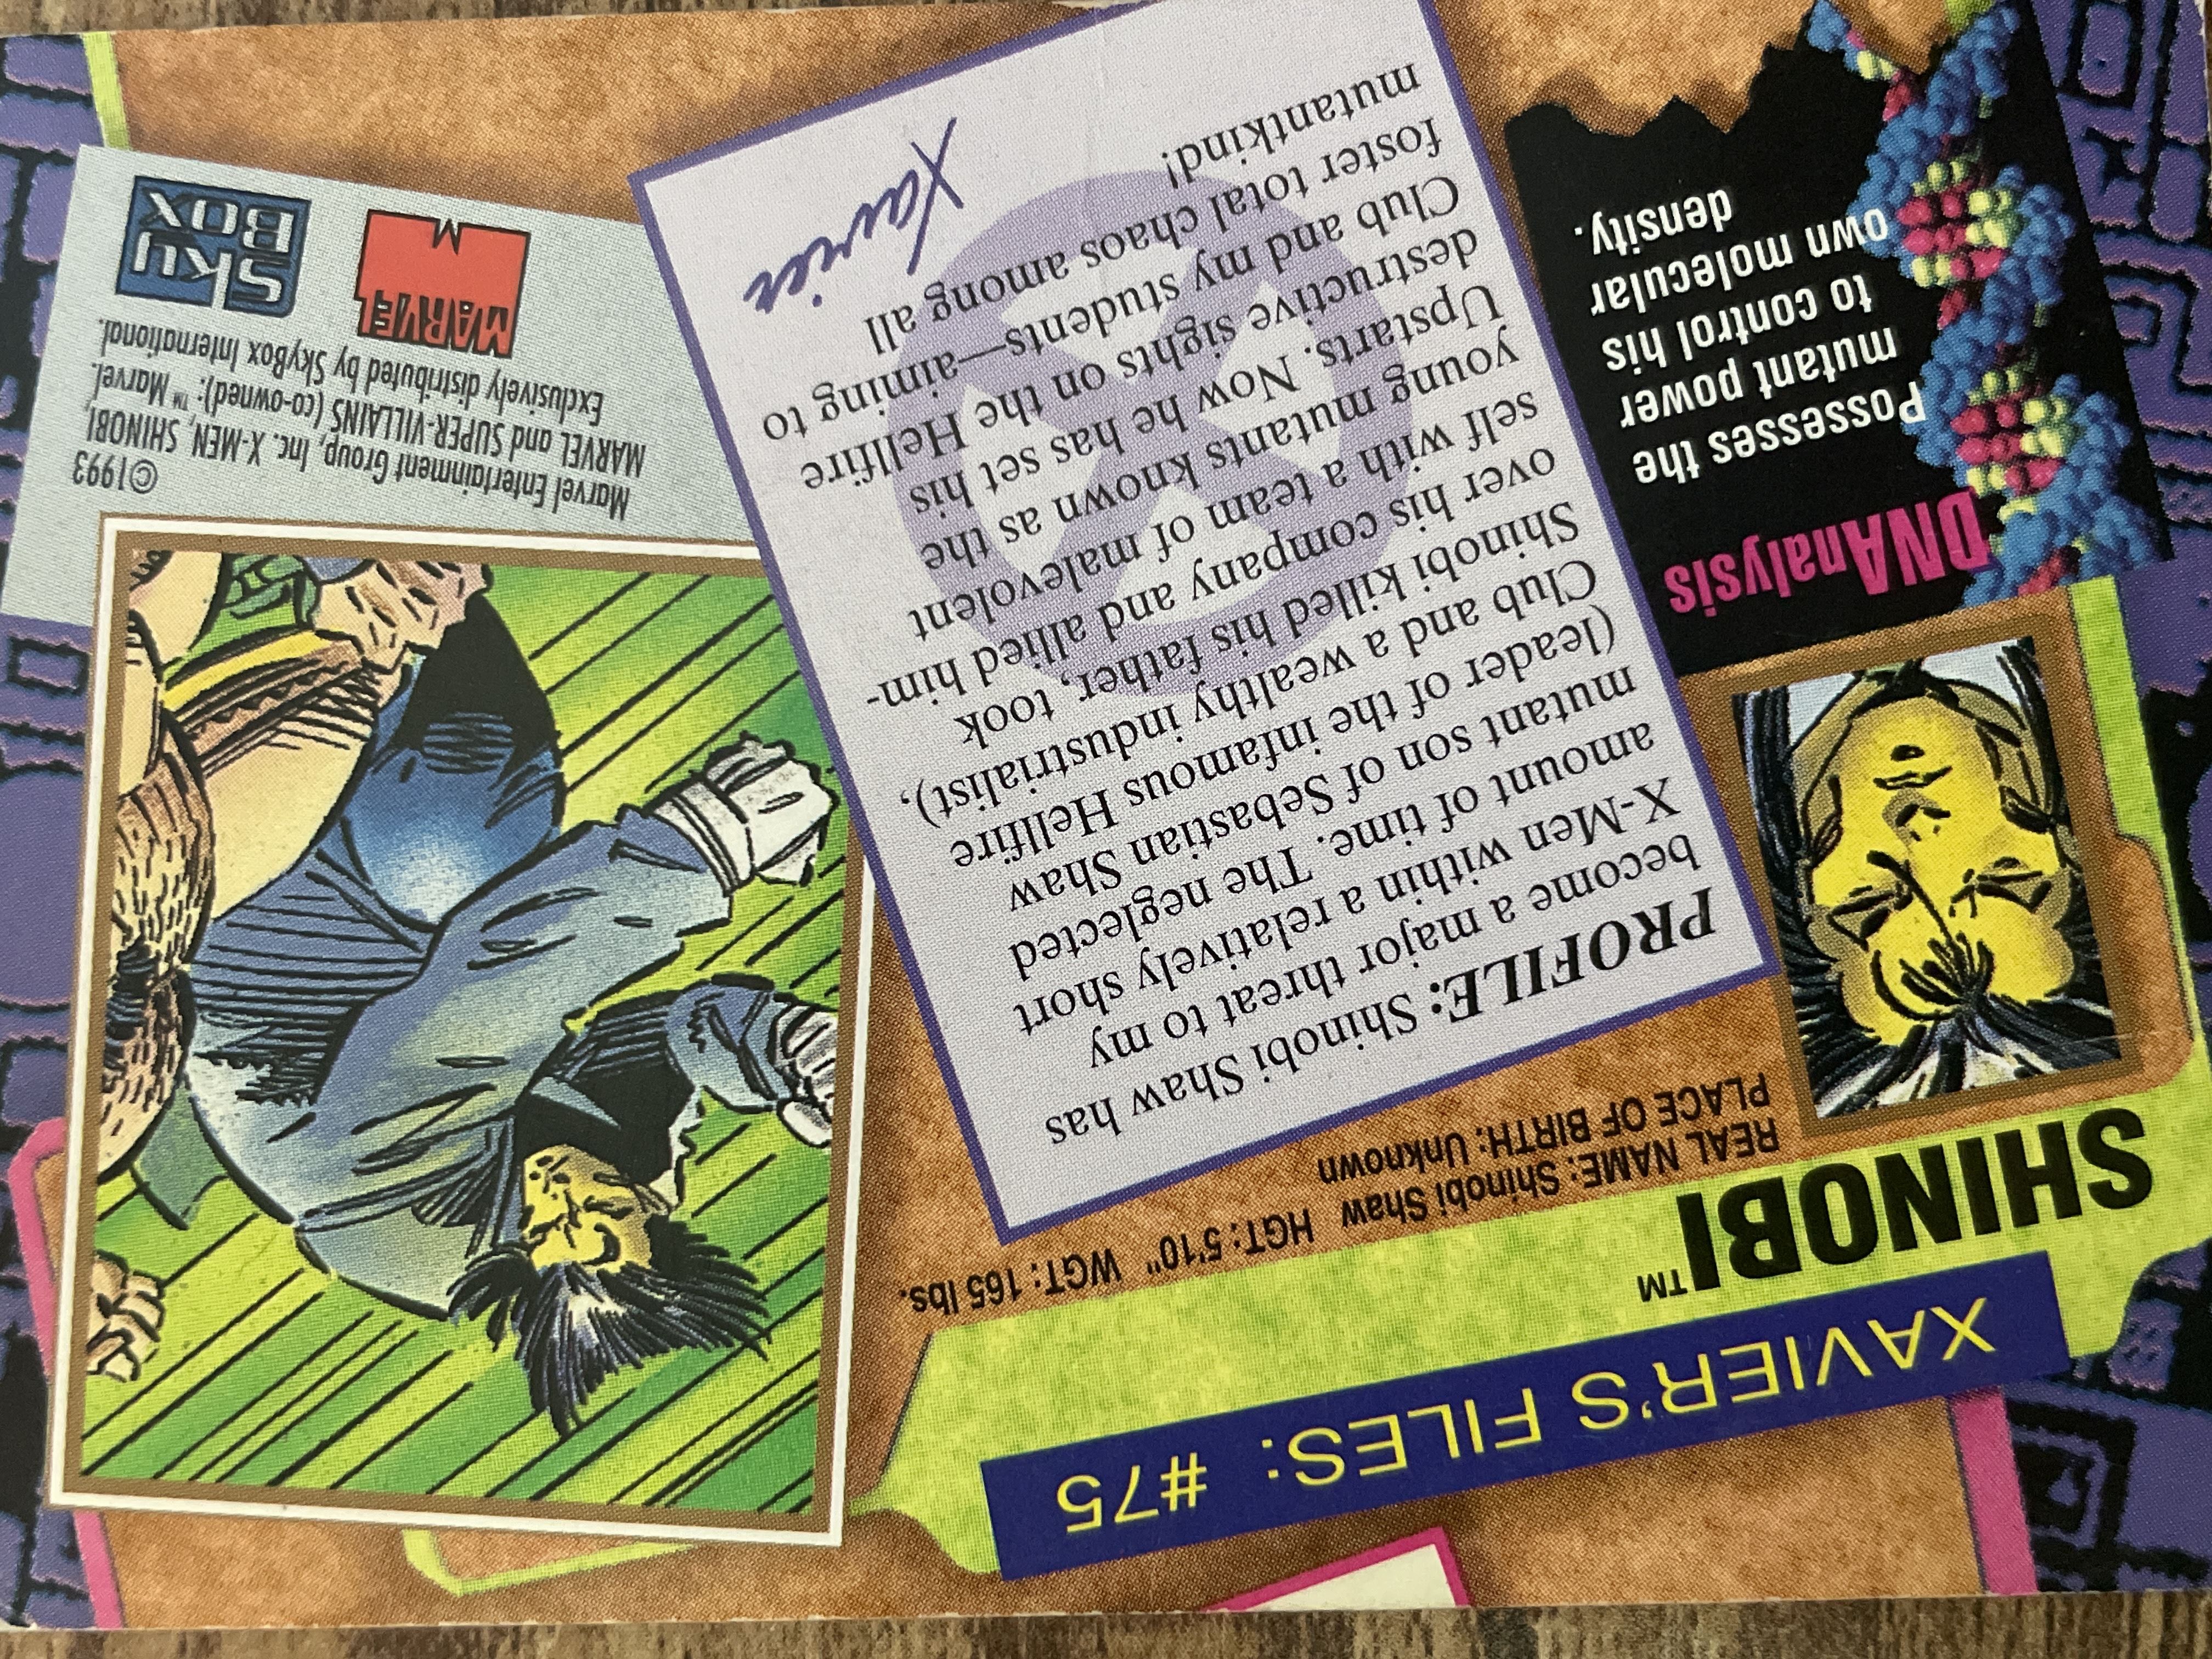 XAVIER'S FILES: #75
SHINOBI™
REAL NAME: Shinobi Shaw HGT: 5'10" WGT: 165 lbs.
PLACE OF BIRTH: Unknown
PROFILE: Shinobi Shaw has
become a major threat to my
X-Men within a relatively short
amount of time. The neglected
mutant son of Sebastian Shaw
(leader of the infamous Hellfire
Club and a wealthy industrialist),
Shinobi killed his father, took
over his company and allied him-
self with a team of malevolent
young mutants known as the
Upstarts. Now he has set his
destructive sights on the Hellfire
Club and my students—aiming to
foster total chaos among all
mutantkind!
Xavier
DNAnalysis
Possesses the
mutant power
to control his
own molecular
density.
©1993
Marvel Entertainment Group, Inc. X-MEN, SHINOBI,
MARVEL and SUPER-VILLAINS (co-owned): ™ Marvel.
Exclusively distributed by SkyBox International.
MARVEL
M
SKY
BOX